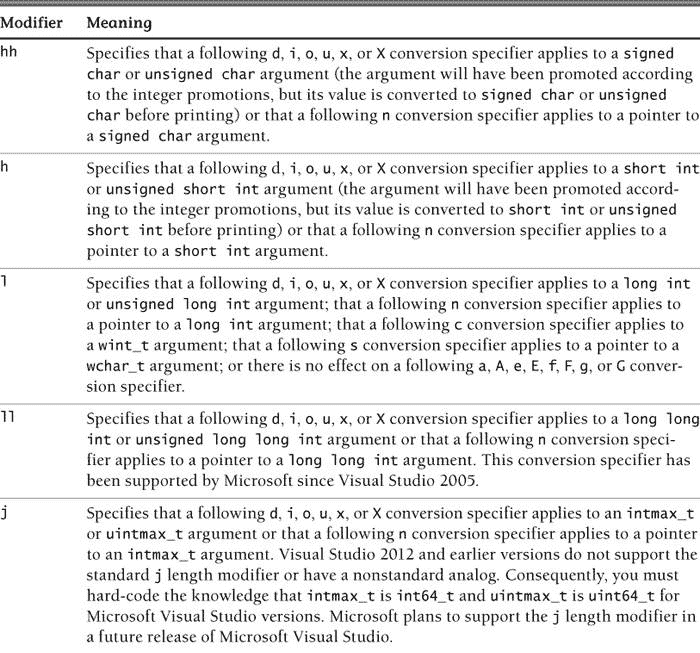 Modifier Meaning
hh Specifies that a following d, i, o, u, x, or X conversion specifier applies to a signed
char or unsigned char argument (the argument will have been promoted according
to the integer promotions, but its value is converted to signed char or unsigned
char before printing) or that a following n conversion specifier applies to a pointer to
a signed char argument.
h Specifies that a following d, i, o, u, x, or X conversion specifier applies to a short int
or unsigned short int argument (the argument will have been promoted accord-
ing to the integer promotions, but its value is converted to short int or unsigned
short int before printing) or that a following n conversion specifier applies to a
pointer to a short int argument.
l Specifies that a following d, i, o, u, x, or X conversion specifier applies to a long int
or unsigned long int argument; that a following n conversion specifier applies to
a pointer to a long int argument; that a following c conversion specifier applies to
a wint_t argument; that a following s conversion specifier applies to a pointer to a
wchar_t argument; or there is no effect on a following a, A, e, E, f, F, g, or G conver-
sion specifier.
ll Specifies that a following d, i, o, u, x, or X conversion specifier applies to a long long
int or unsigned long long int argument or that a following n conversion speci-
fier applies to a pointer to a long long int argument. This conversion specifier has
been supported by Microsoft since Visual Studio 2005.
j Specifies that a following d, i, o, u, x, or X conversion specifier applies to an intmax_t
or uintmax_t argument or that a following n conversion specifier applies to a pointer
to an intmax_t argument. Visual Studio 2012 and earlier versions do not support the
standard j length modifier or have a nonstandard analog. Consequently, you must
hard-code the knowledge that intmax_t is int64_t and uintmax_t is uint64_t for
Microsoft Visual Studio versions. Microsoft plans to support the j length modifier in
a future release of Microsoft Visual Studio.